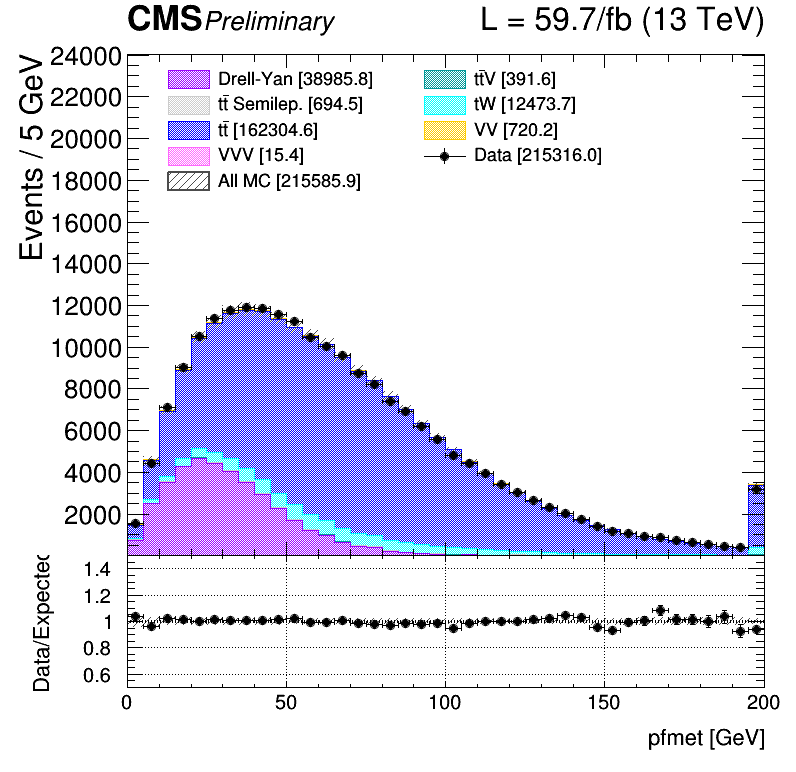 CMS Preliminary L = 59.7/fb (13 TeV)
Events / 5 GeV
24000
22000
20000
18000
16000
14000
12000
10000
8000
6000
4000
2000
Drell-Yan [38985.8]
tt̄ Semilep. [694.5]
tt̄ [162304.6]
VVV [15.4]
All MC [215585.9]
tt̄V [391.6]
tW [12473.7]
VV [720.2]
Data [215316.0]
Data/Expected
1.4
1.2
1
0.8
0.6
0 50 100 150 200
pfmet [GeV]